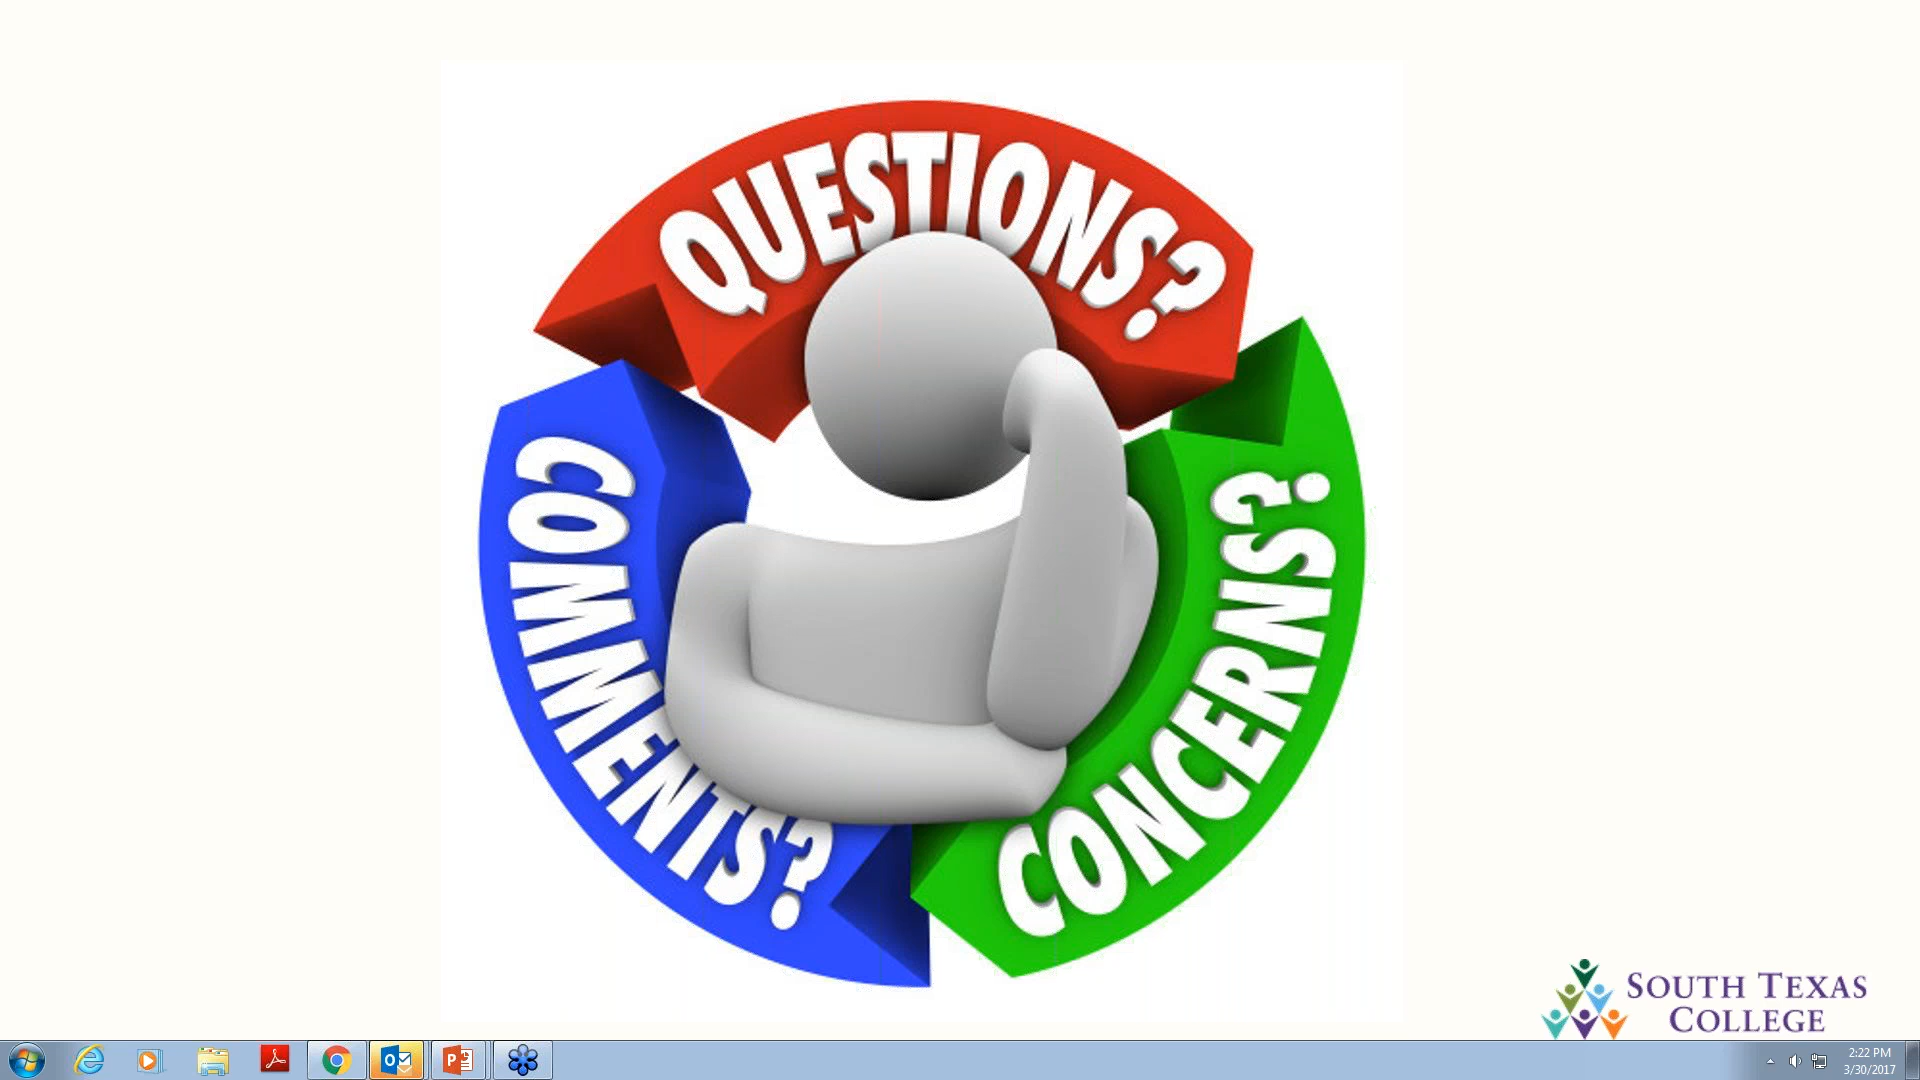 QUESTIONS?
COMMENTS?
CONCERNS?
SOUTH TEXAS
COLLEGE
2:22 PM
3/30/2017